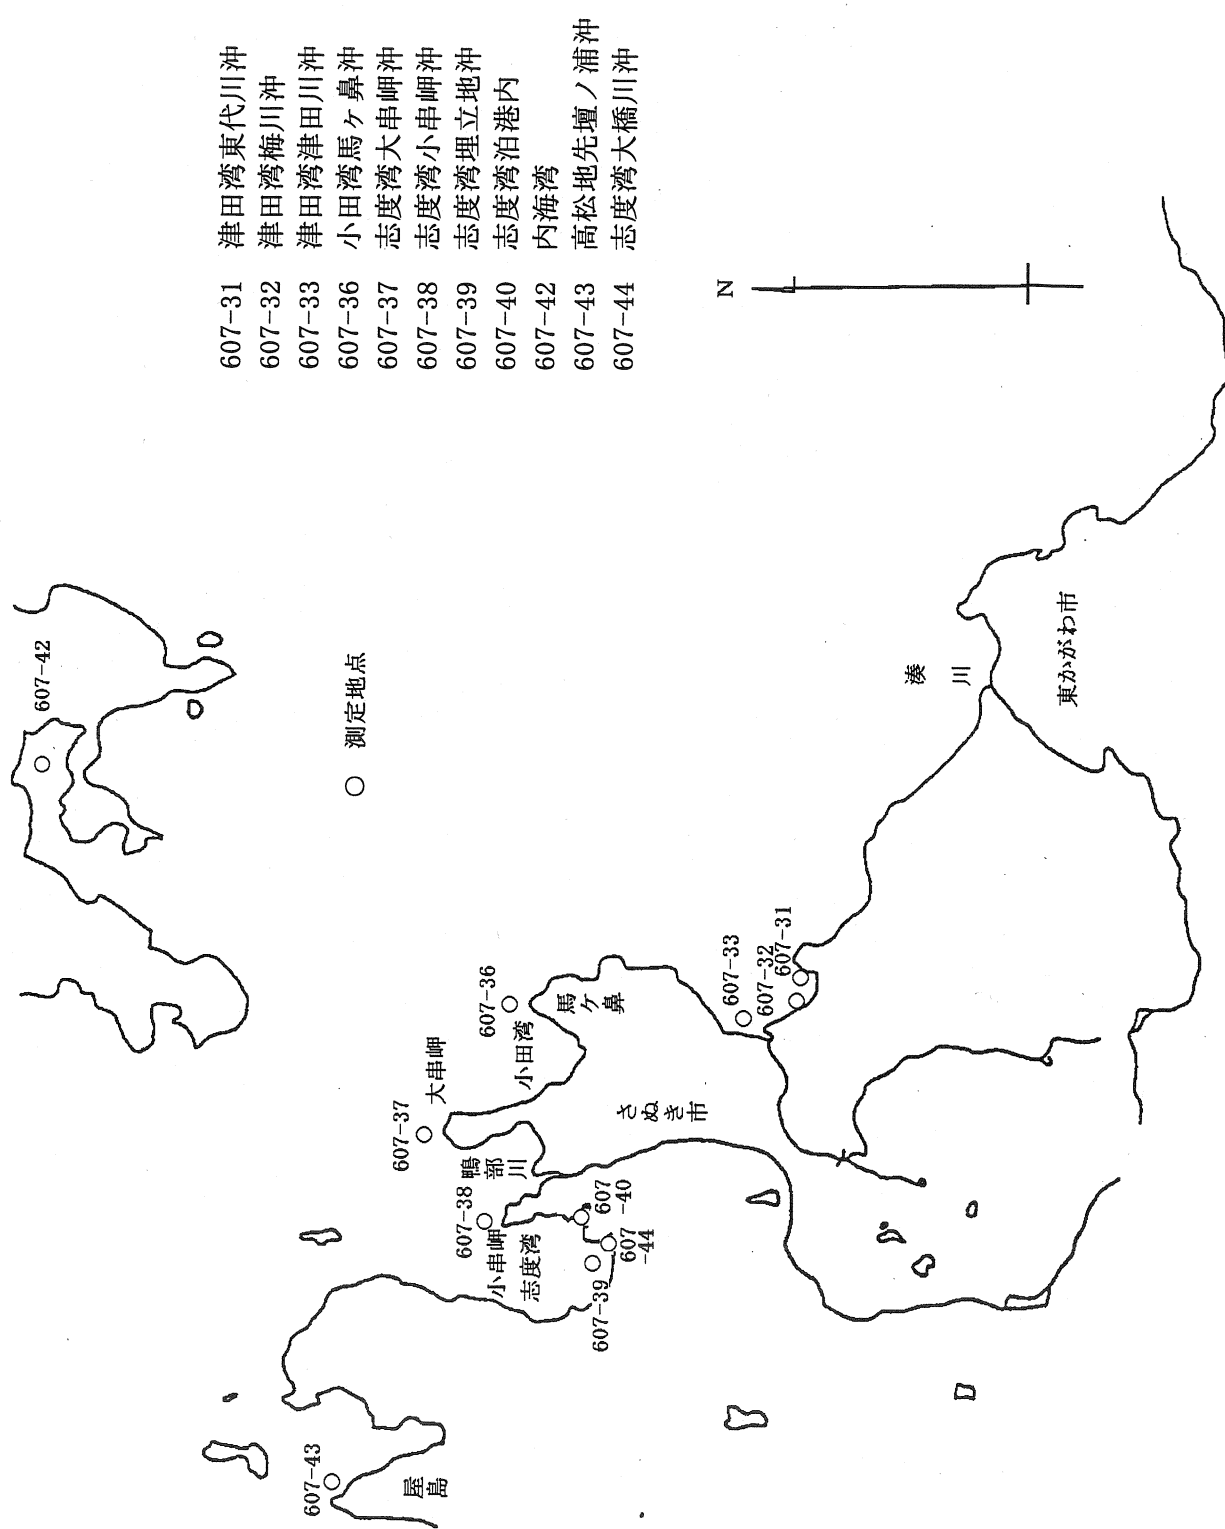 607-31 津田湾東代川沖
607-32 津田湾梅川沖
607-33 津田湾津田川沖
607-36 小田湾馬ヶ鼻沖
607-37 志度湾大串岬沖
607-38 志度湾小串岬沖
607-39 志度湾埋立地沖
607-40 志度湾泊港内
607-42 内海湾
607-43 高松地先壇ノ浦沖
607-44 志度湾大橋川沖
N
607-42
○ 測定地点
607-43
屋島
607-37
大串岬
607-36
小田湾
馬ヶ鼻
607-38
小串岬
志度湾
鴨部川
607-39
607-40
607-44
さぬき市
607-33
607-32
607-31
湊川
東かがわ市